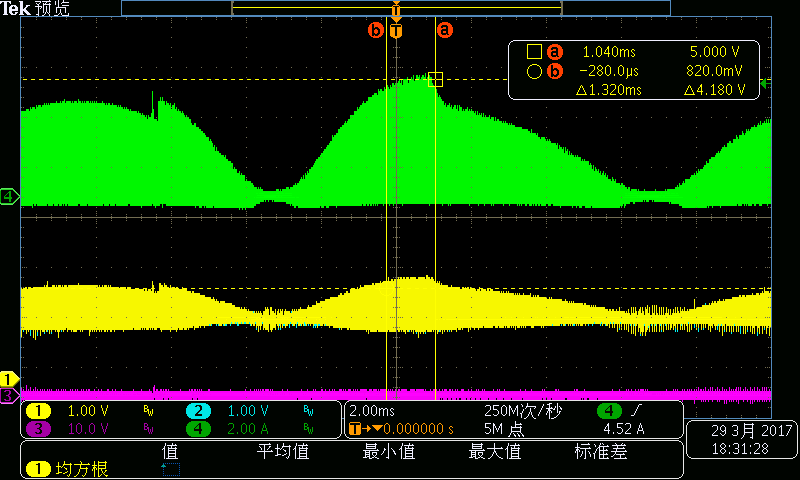 Tek 预览
b T a
a 1.040ms 5.000 V
b −280.0µs 820.0mV
△1.320ms △4.180 V
4
1
3
1 1.00 V BW 2 1.00 V BW 2.00ms 250M次/秒 4
3 10.0 V BW 4 2.00 A BW T→▼0.000000 s 5M 点 4.52 A
29 3月 2017
18:31:28
值 平均值 最小值 最大值 标准差
1 均方根